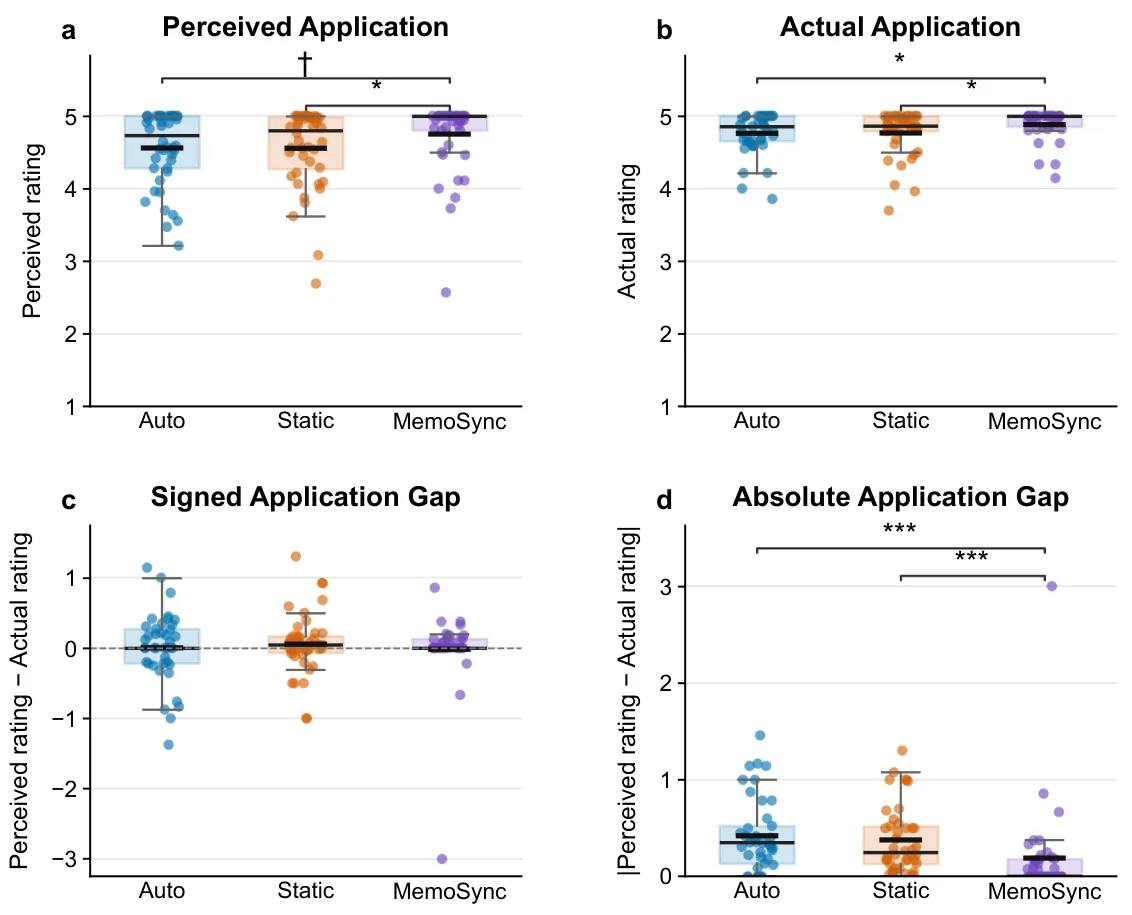 a Perceived Application
†
*
5
4
3
2
1
Perceived rating
Auto Static MemoSync
b Actual Application
*
*
5
4
3
2
1
Actual rating
Auto Static MemoSync
c Signed Application Gap
1
0
−1
−2
−3
Perceived rating − Actual rating
Auto Static MemoSync
d Absolute Application Gap
***
***
3
2
1
0
|Perceived rating − Actual rating|
Auto Static MemoSync